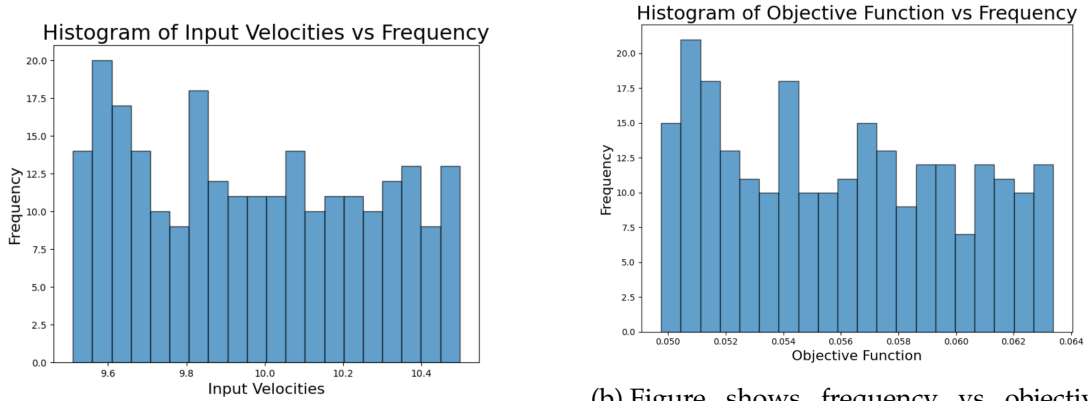 Histogram of Input Velocities vs Frequency
20.0
17.5
15.0
12.5
10.0
7.5
5.0
2.5
0.0
Frequency
9.6 9.8 10.0 10.2 10.4
Input Velocities
Histogram of Objective Function vs Frequency
20.0
17.5
15.0
12.5
10.0
7.5
5.0
2.5
0.0
Frequency
0.050 0.052 0.054 0.056 0.058 0.060 0.062 0.064
Objective Function
(b) Figure shows frequency vs objectiv